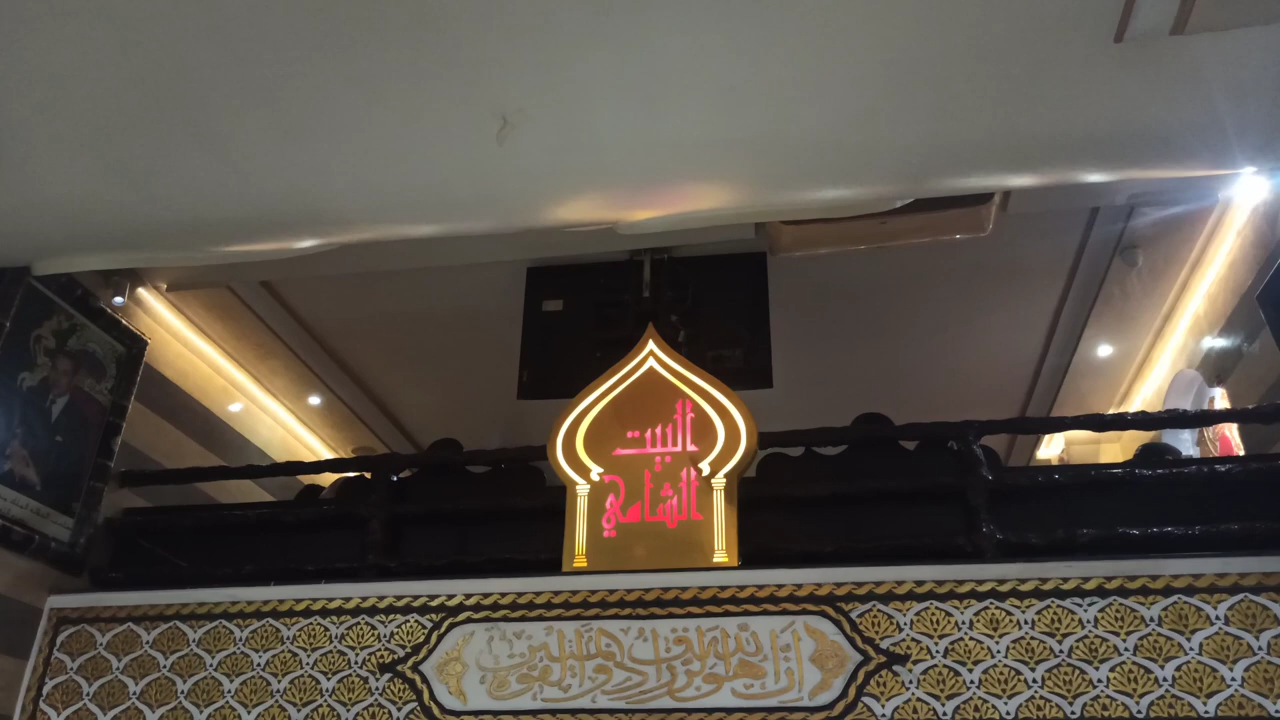 البيت
الشامي
إن الله هو الرزاق ذو القوة المتين